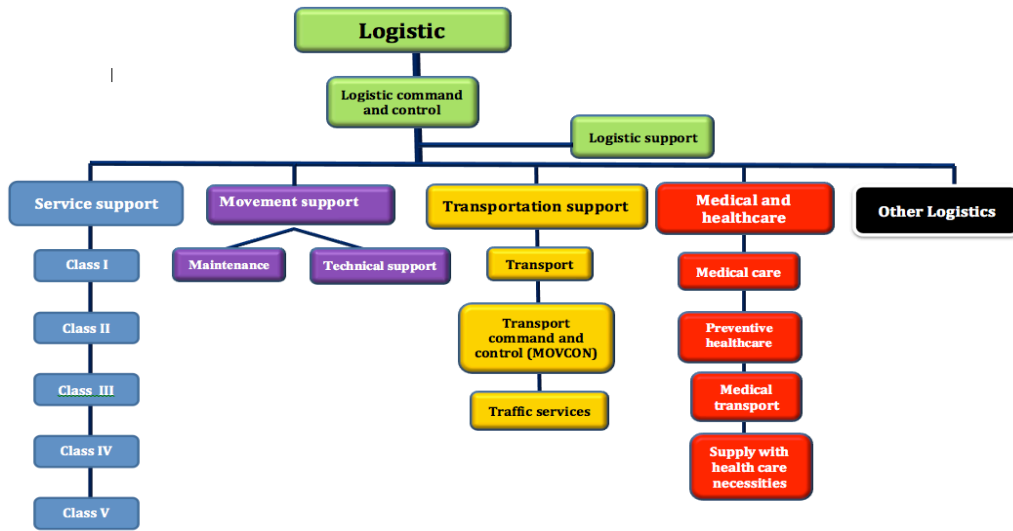 Logistic
Logistic command
and control
Logistic support
Service support
Movement support
Transportation support
Medical and
healthcare
Other Logistics
Class I
Class II
Class III
Class IV
Class V
Maintenance
Technical support
Transport
Transport
command and
control (MOVCON)
Traffic services
Medical care
Preventive
healthcare
Medical
transport
Supply with
health care
necessities